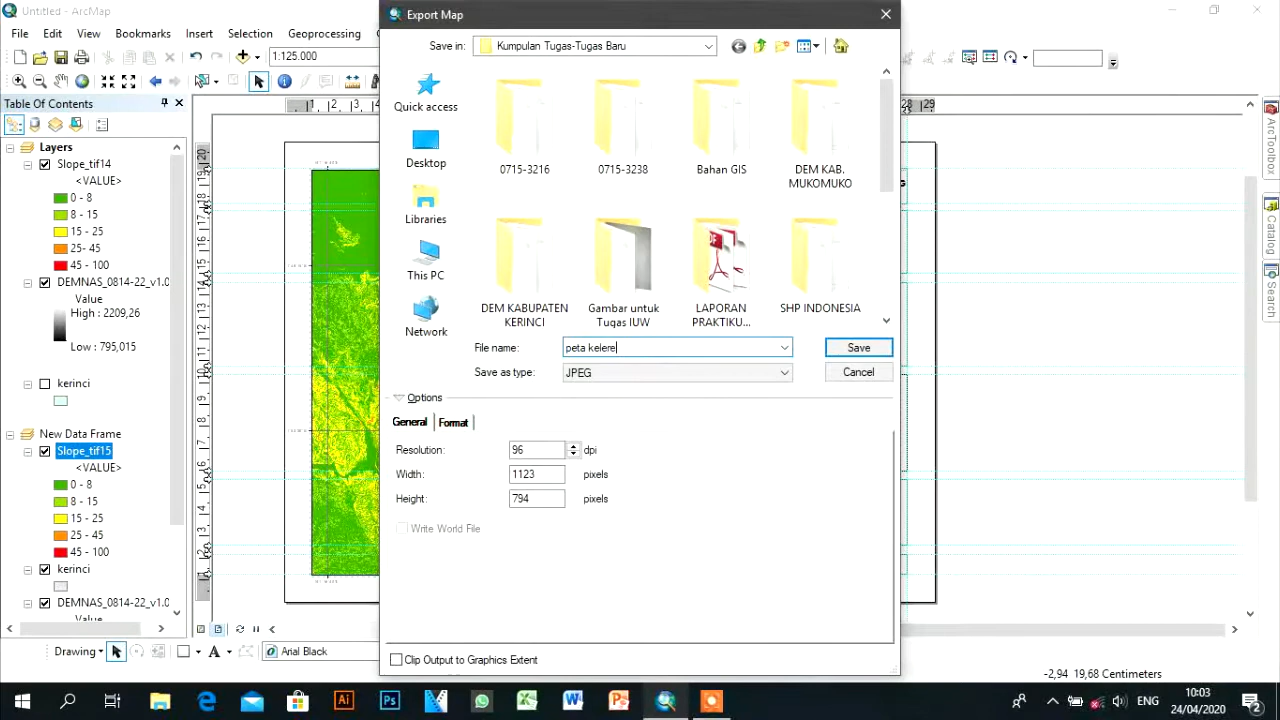 Untitled - ArcMap
File Edit View Bookmarks Insert Selection Geoprocessing
1:125.000
Table Of Contents
Layers
Slope_tif14
<VALUE>
0 - 8
8 - 15
15 - 25
25- 45
45 - 100
DEMNAS_0814-22_v1.0
Value
High : 2209,26
Low : 795,015
kerinci
New Data Frame
Slope_tif15
<VALUE>
0 - 8
8 - 15
15 - 25
25 - 45
45 - 100
kerinci
DEMNAS_0814-22_v1.0
Value
Export Map
Save in: Kumpulan Tugas-Tugas Baru
Quick access
Desktop
Libraries
This PC
Network
0715-3216
0715-3238
Bahan GIS
DEM KAB.
MUKOMUKO
DEM KABUPATEN
KERINCI
Gambar untuk
Tugas IUW
LAPORAN
PRAKTIKU...
SHP INDONESIA
File name: peta kelere Save
Save as type: JPEG Cancel
Options
General Format
Resolution: 96 dpi
Width: 1123 pixels
Height: 794 pixels
Write World File
Clip Output to Graphics Extent
ArcToolbox
Catalog
Search
Drawing Arial Black
-2,94 19,68 Centimeters
ENG
10:03
24/04/2020